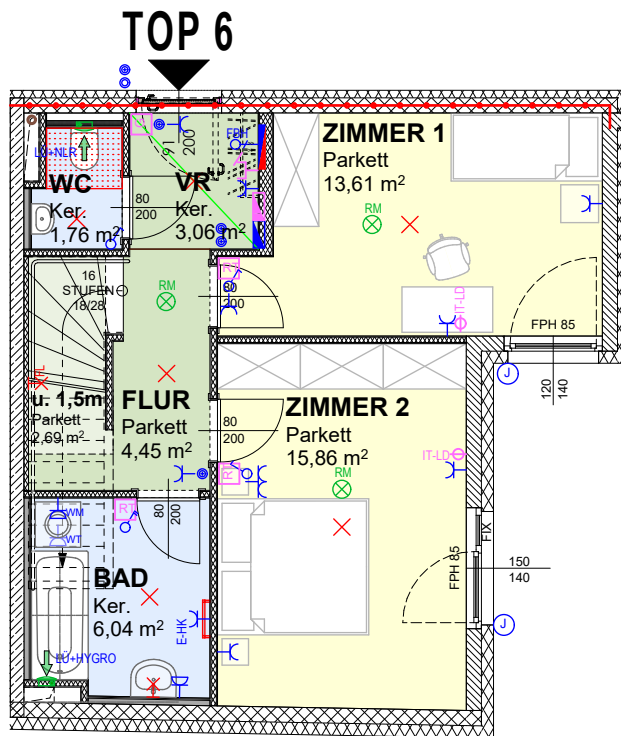 TOP 6
ZIMMER 1
Parkett
13,61 m²
RM
IT-LD
FPH 85
120
140
J
WC
Ker.
1,76 m²
LÜ+NLR
VR
Ker.
3,06 m²
FBH
91
200
80
200
RT
80
200
16
STUFEN
18/28
RM
u. 1,5m
Parkett
2,69 m²
FLUR
Parkett
4,45 m²
80
200
RT
ZIMMER 2
Parkett
15,86 m²
RM
IT-LD
FIX
FPH 85
150
140
J
RT
80
200
WM
WT
BAD
Ker.
6,04 m²
E-HK
LÜ+HYGRO